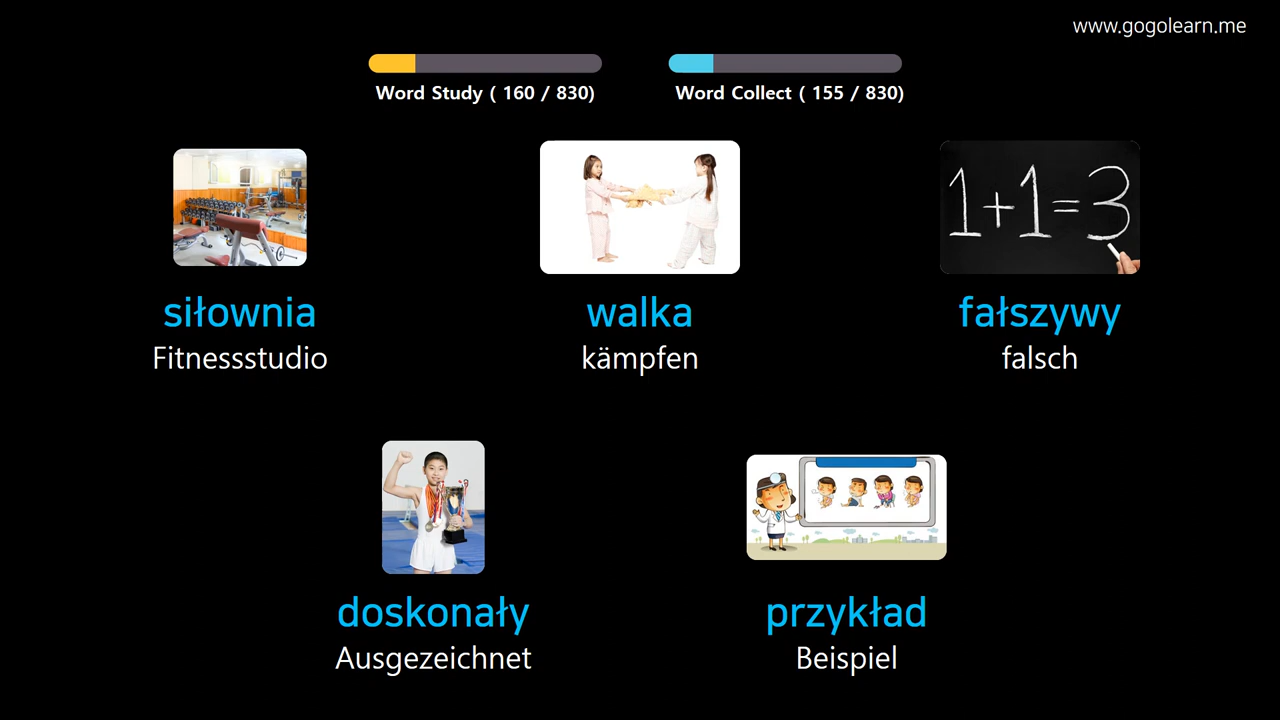 www.gogolearn.me
Word Study ( 160 / 830)
Word Collect ( 155 / 830)
1+1=3
siłownia
Fitnessstudio
walka
kämpfen
fałszywy
falsch
doskonały
Ausgezeichnet
przykład
Beispiel